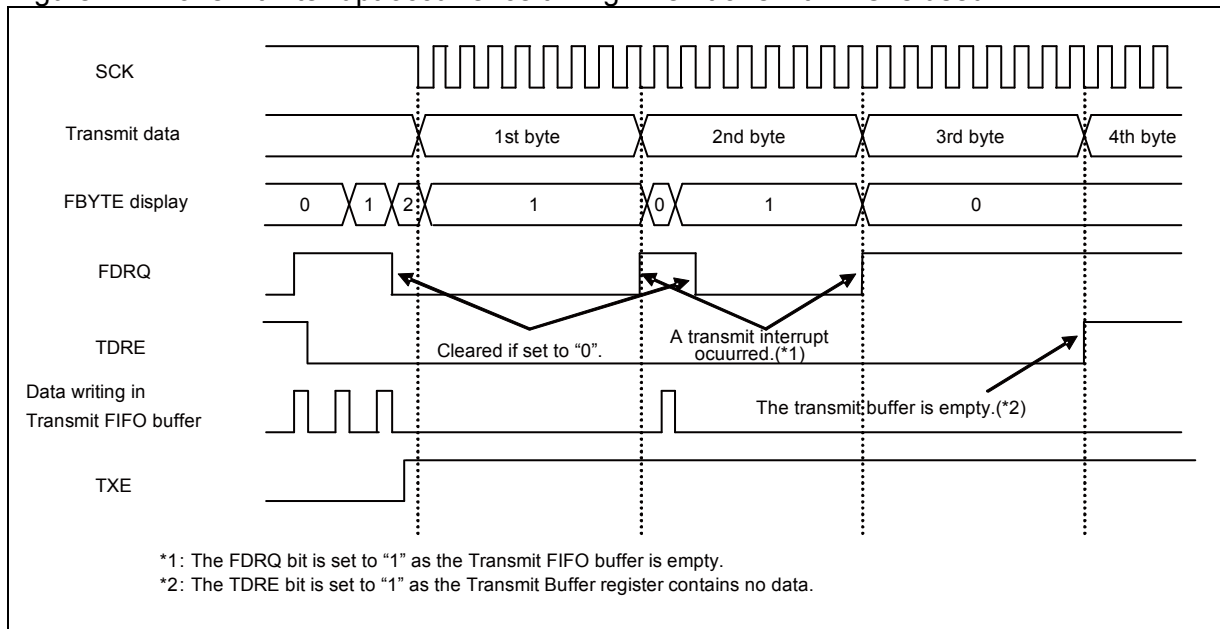 SCK
Transmit data
1st byte
2nd byte
3rd byte
4th byte
FBYTE display
0
1
2
1
0
1
0
FDRQ
TDRE
Cleared if set to “0”.
A transmit interrupt
ocuurred.(*1)
Data writing in
Transmit FIFO buffer
The transmit buffer is empty.(*2)
TXE
*1: The FDRQ bit is set to “1” as the Transmit FIFO buffer is empty.
*2: The TDRE bit is set to “1” as the Transmit Buffer register contains no data.